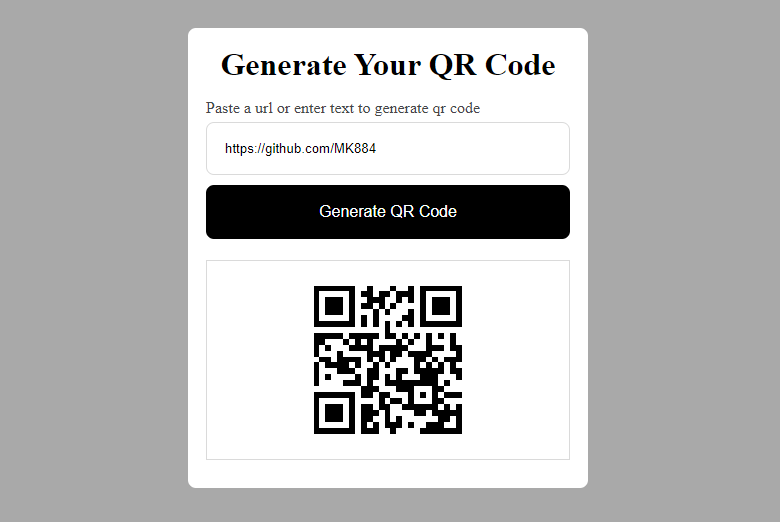 Generate Your QR Code
Paste a url or enter text to generate qr code
https://github.com/MK884
Generate QR Code